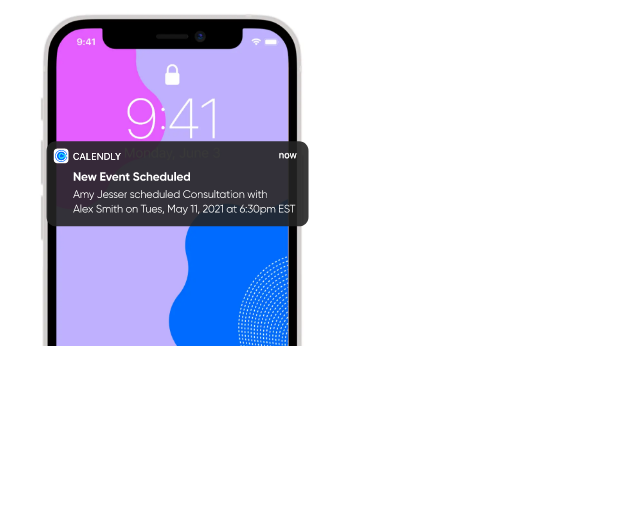 9:41
9:41
CALENDLY now
New Event Scheduled
Amy Jesser scheduled Consultation with
Alex Smith on Tues, May 11, 2021 at 6:30pm EST